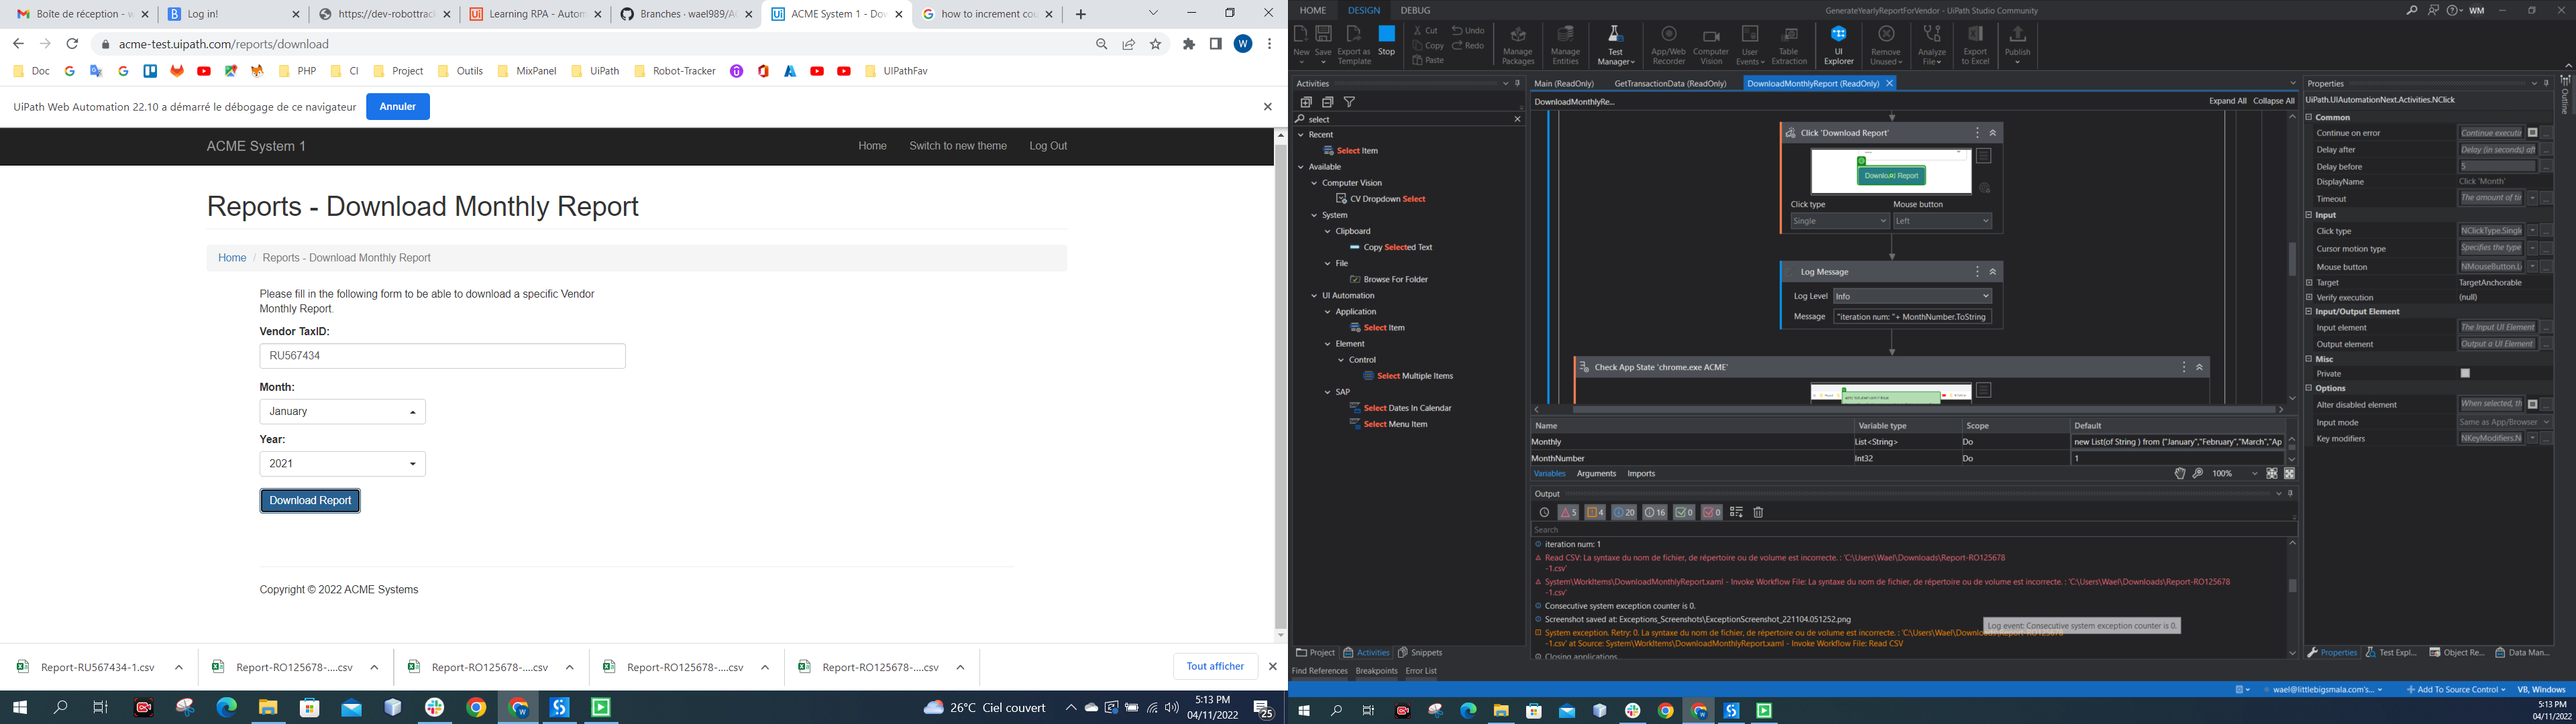 Boîte de réception - w
Log in!
https://dev-robottrack
Learning RPA - Autom
Branches · wael989/AC
ACME System 1 - Dow
how to increment cou
acme-test.uipath.com/reports/download
Doc
PHP
CI
Project
Outils
MixPanel
UiPath
Robot-Tracker
UIPathFav
UiPath Web Automation 22.10 a démarré le débogage de ce navigateur
Annuler
ACME System 1
Home
Switch to new theme
Log Out
Reports - Download Monthly Report
Home / Reports - Download Monthly Report
Please fill in the following form to be able to download a specific Vendor
Monthly Report.
Vendor TaxID:
RU567434
Month:
January
Year:
2021
Download Report
Copyright © 2022 ACME Systems
Report-RU567434-1.csv
Report-RO125678-....csv
Report-RO125678-....csv
Report-RO125678-....csv
Report-RO125678-....csv
Tout afficher
26°C Ciel couvert
5:13 PM
04/11/2022
25
HOME
DESIGN
DEBUG
GenerateYearlyReportForVendor - UiPath Studio Community
WM
New
Save
Export as Template
Stop
Cut
Copy
Paste
Undo
Redo
Manage Packages
Manage Entities
Test Manager
App/Web Recorder
Computer Vision
User Events
Table Extraction
UI Explorer
Remove Unused
Analyze File
Export to Excel
Publish
Activities
select
Recent
Select Item
Available
Computer Vision
CV Dropdown Select
System
Clipboard
Copy Selected Text
File
Browse For Folder
UI Automation
Application
Select Item
Element
Control
Select Multiple Items
SAP
Select Dates In Calendar
Select Menu Item
Project
Activities
Snippets
Main (ReadOnly)
GetTransactionData (ReadOnly)
DownloadMonthlyReport (ReadOnly)
DownloadMonthlyRe...
Expand All
Collapse All
Click 'Download Report'
Download Report
Click type
Mouse button
Single
Left
Log Message
Log Level
Info
Message
"iteration num: "+ MonthNumber.ToString
Check App State 'chrome.exe ACME'
Name
Variable type
Scope
Default
Monthly
List<String>
Do
new List(of String ) from {"January","February","March","Ap
MonthNumber
Int32
Do
1
Variables
Arguments
Imports
100%
Output
5
4
20
16
0
0
Search
iteration num: 1
Read CSV: La syntaxe du nom de fichier, de répertoire ou de volume est incorrecte. : 'C:\Users\Wael\Downloads\Report-RO125678
-1.csv'
System\WorkItems\DownloadMonthlyReport.xaml - Invoke Workflow File: La syntaxe du nom de fichier, de répertoire ou de volume est incorrecte. : 'C:\Users\Wael\Downloads\Report-RO125678
-1.csv'
Consecutive system exception counter is 0.
Screenshot saved at: Exceptions_Screenshots\ExceptionScreenshot_221104.051252.png
Log event: Consecutive system exception counter is 0.
System exception. Retry: 0. La syntaxe du nom de fichier, de répertoire ou de volume est incorrecte. : 'C:\Users\Wael\Downloads\Report-RO125678
-1.csv' at Source: System\WorkItems\DownloadMonthlyReport.xaml - Invoke Workflow File: Read CSV
Closing applications
Properties
UiPath.UIAutomationNext.Activities.NClick
Common
Continue on error
Continue executi
Delay after
Delay (in seconds) aft
Delay before
5
DisplayName
Click 'Month'
Timeout
The amount of tir
Input
Click type
NClickType.Single
Cursor motion type
Specifies the type
Mouse button
NMouseButton.L
Target
TargetAnchorable
Verify execution
(null)
Input/Output Element
Input element
The Input UI Element
Output element
Output a UI Element
Misc
Private
Options
Alter disabled element
When selected, th
Input mode
Same as App/Browser
Key modifiers
NKeyModifiers.N
Properties
Test Expl...
Object Re...
Data Man...
Outline
Find References
Breakpoints
Error List
wael@littlebigsmala.com's...
Add To Source Control
VB, Windows
5:13 PM
04/11/2022